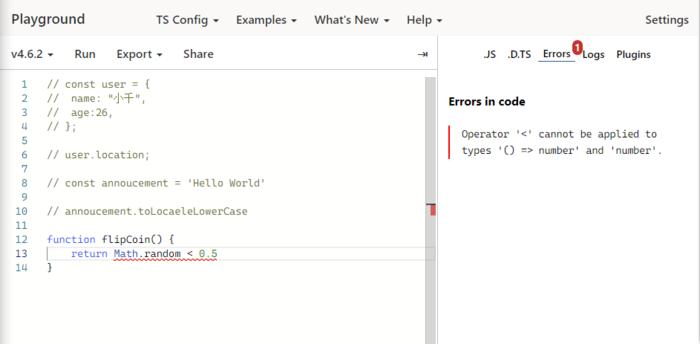 Playground TS Config Examples What's New Help Settings
v4.6.2 Run Export Share .JS .D.TS Errors 1 Logs Plugins
Errors in code
Operator '<' cannot be applied to
types '() => number' and 'number'.
1 // const user = {
2 //  name: "小千",
3 //  age:26,
4 // };
5
6 // user.location;
7
8 // const annoucement = 'Hello World'
9
10 // annoucement.toLocaeleLowerCase
11
12 function flipCoin() {
13     return Math.random < 0.5
14 }